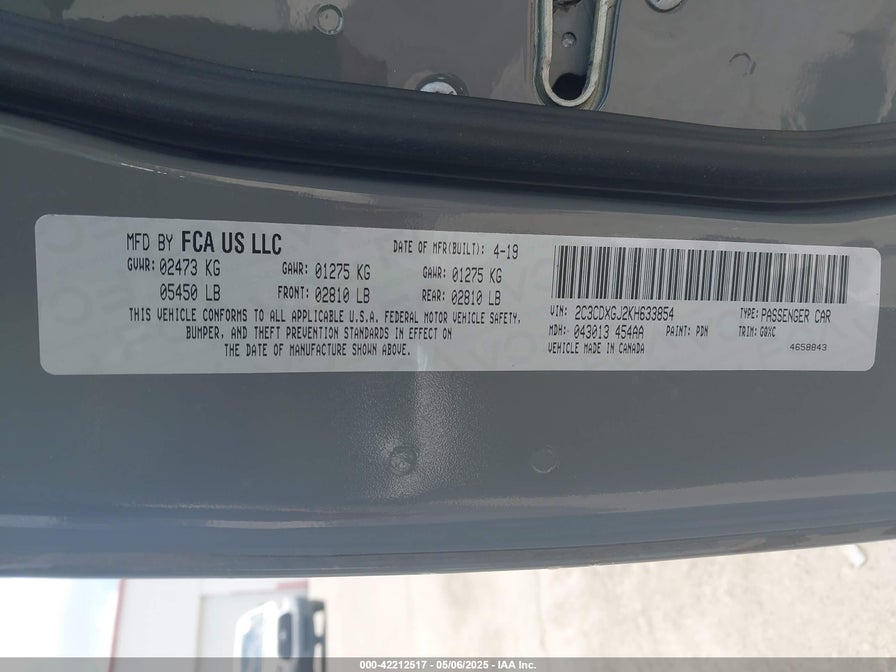 MFD BY FCA US LLC DATE OF MFR(BUILT): 4-19
GVWR: 02473 KG GAWR: 01275 KG GAWR: 01275 KG
05450 LB FRONT: 02810 LB REAR: 02810 LB
THIS VEHICLE CONFORMS TO ALL APPLICABLE U.S.A. FEDERAL MOTOR VEHICLE SAFETY,
BUMPER, AND THEFT PREVENTION STANDARDS IN EFFECT ON
THE DATE OF MANUFACTURE SHOWN ABOVE.
VIN: 2C3CDXGJ2KH633854 TYPE: PASSENGER CAR
MDH: 043013 454AA PAINT: PDN TRIM: GQXC
VEHICLE MADE IN CANADA 4658843
000-42212517 - 05/06/2025 - IAA Inc.